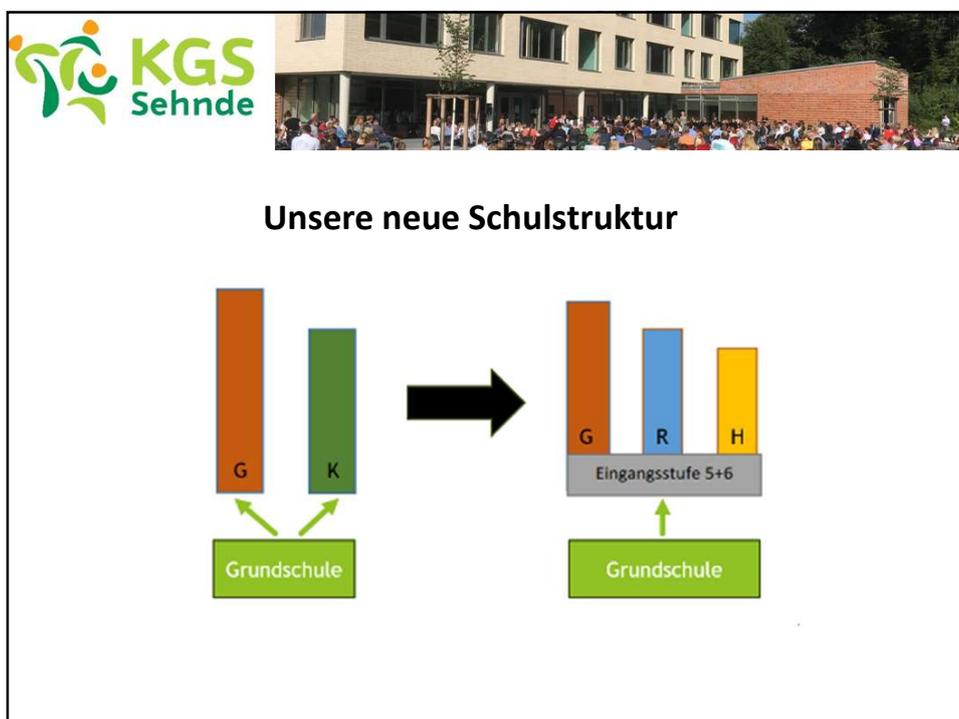 KGS
Sehnde
Unsere neue Schulstruktur
G
K
Grundschule
G
R
H
Eingangsstufe 5+6
Grundschule